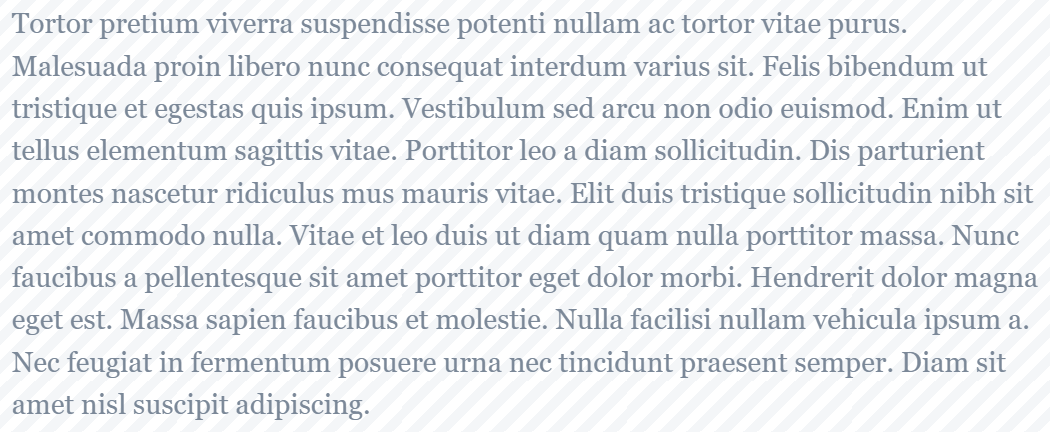 Tortor pretium viverra suspendisse potenti nullam ac tortor vitae purus.
Malesuada proin libero nunc consequat interdum varius sit. Felis bibendum ut
tristique et egestas quis ipsum. Vestibulum sed arcu non odio euismod. Enim ut
tellus elementum sagittis vitae. Porttitor leo a diam sollicitudin. Dis parturient
montes nascetur ridiculus mus mauris vitae. Elit duis tristique sollicitudin nibh sit
amet commodo nulla. Vitae et leo duis ut diam quam nulla porttitor massa. Nunc
faucibus a pellentesque sit amet porttitor eget dolor morbi. Hendrerit dolor magna
eget est. Massa sapien faucibus et molestie. Nulla facilisi nullam vehicula ipsum a.
Nec feugiat in fermentum posuere urna nec tincidunt praesent semper. Diam sit
amet nisl suscipit adipiscing.